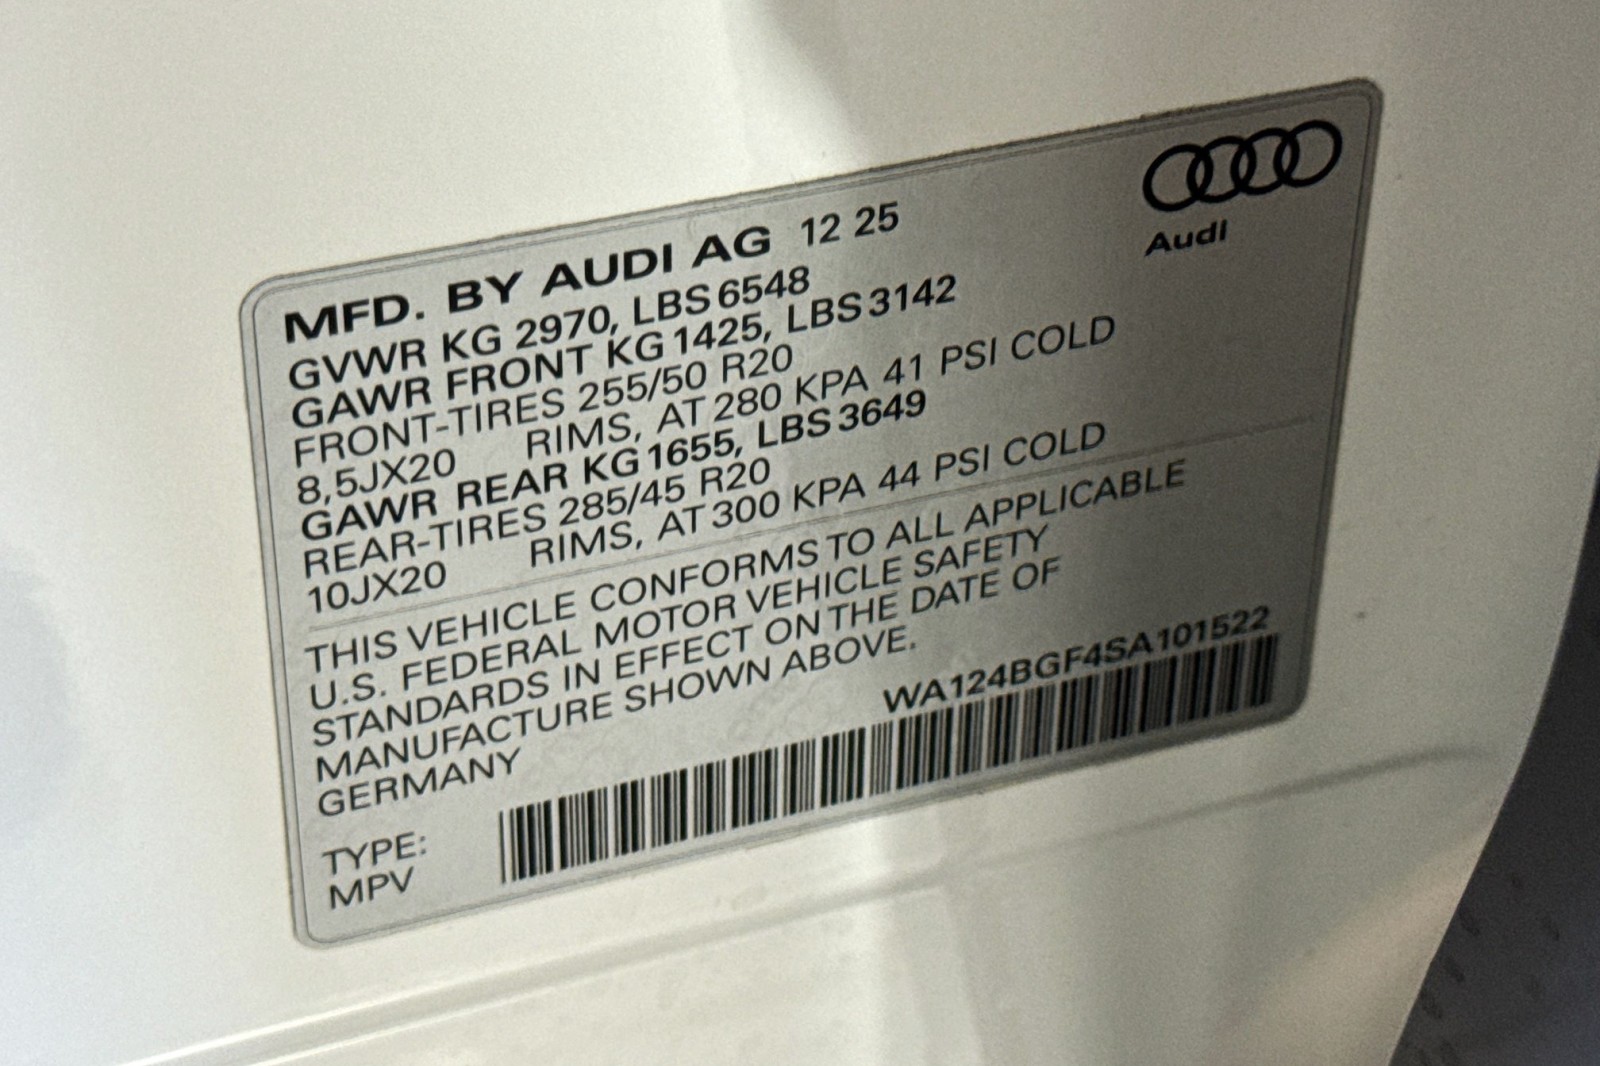 MFD. BY AUDI AG 12 25
Audi
GVWR KG 2970, LBS 6548
GAWR FRONT KG 1425, LBS 3142
FRONT-TIRES 255/50 R20
8,5JX20 RIMS, AT 280 KPA 41 PSI COLD
GAWR REAR KG 1655, LBS 3649
REAR-TIRES 285/45 R20
10JX20 RIMS, AT 300 KPA 44 PSI COLD
THIS VEHICLE CONFORMS TO ALL APPLICABLE
U.S. FEDERAL MOTOR VEHICLE SAFETY
STANDARDS IN EFFECT ON THE DATE OF
MANUFACTURE SHOWN ABOVE.
GERMANY
WA124BGF4SA101522
TYPE:
MPV